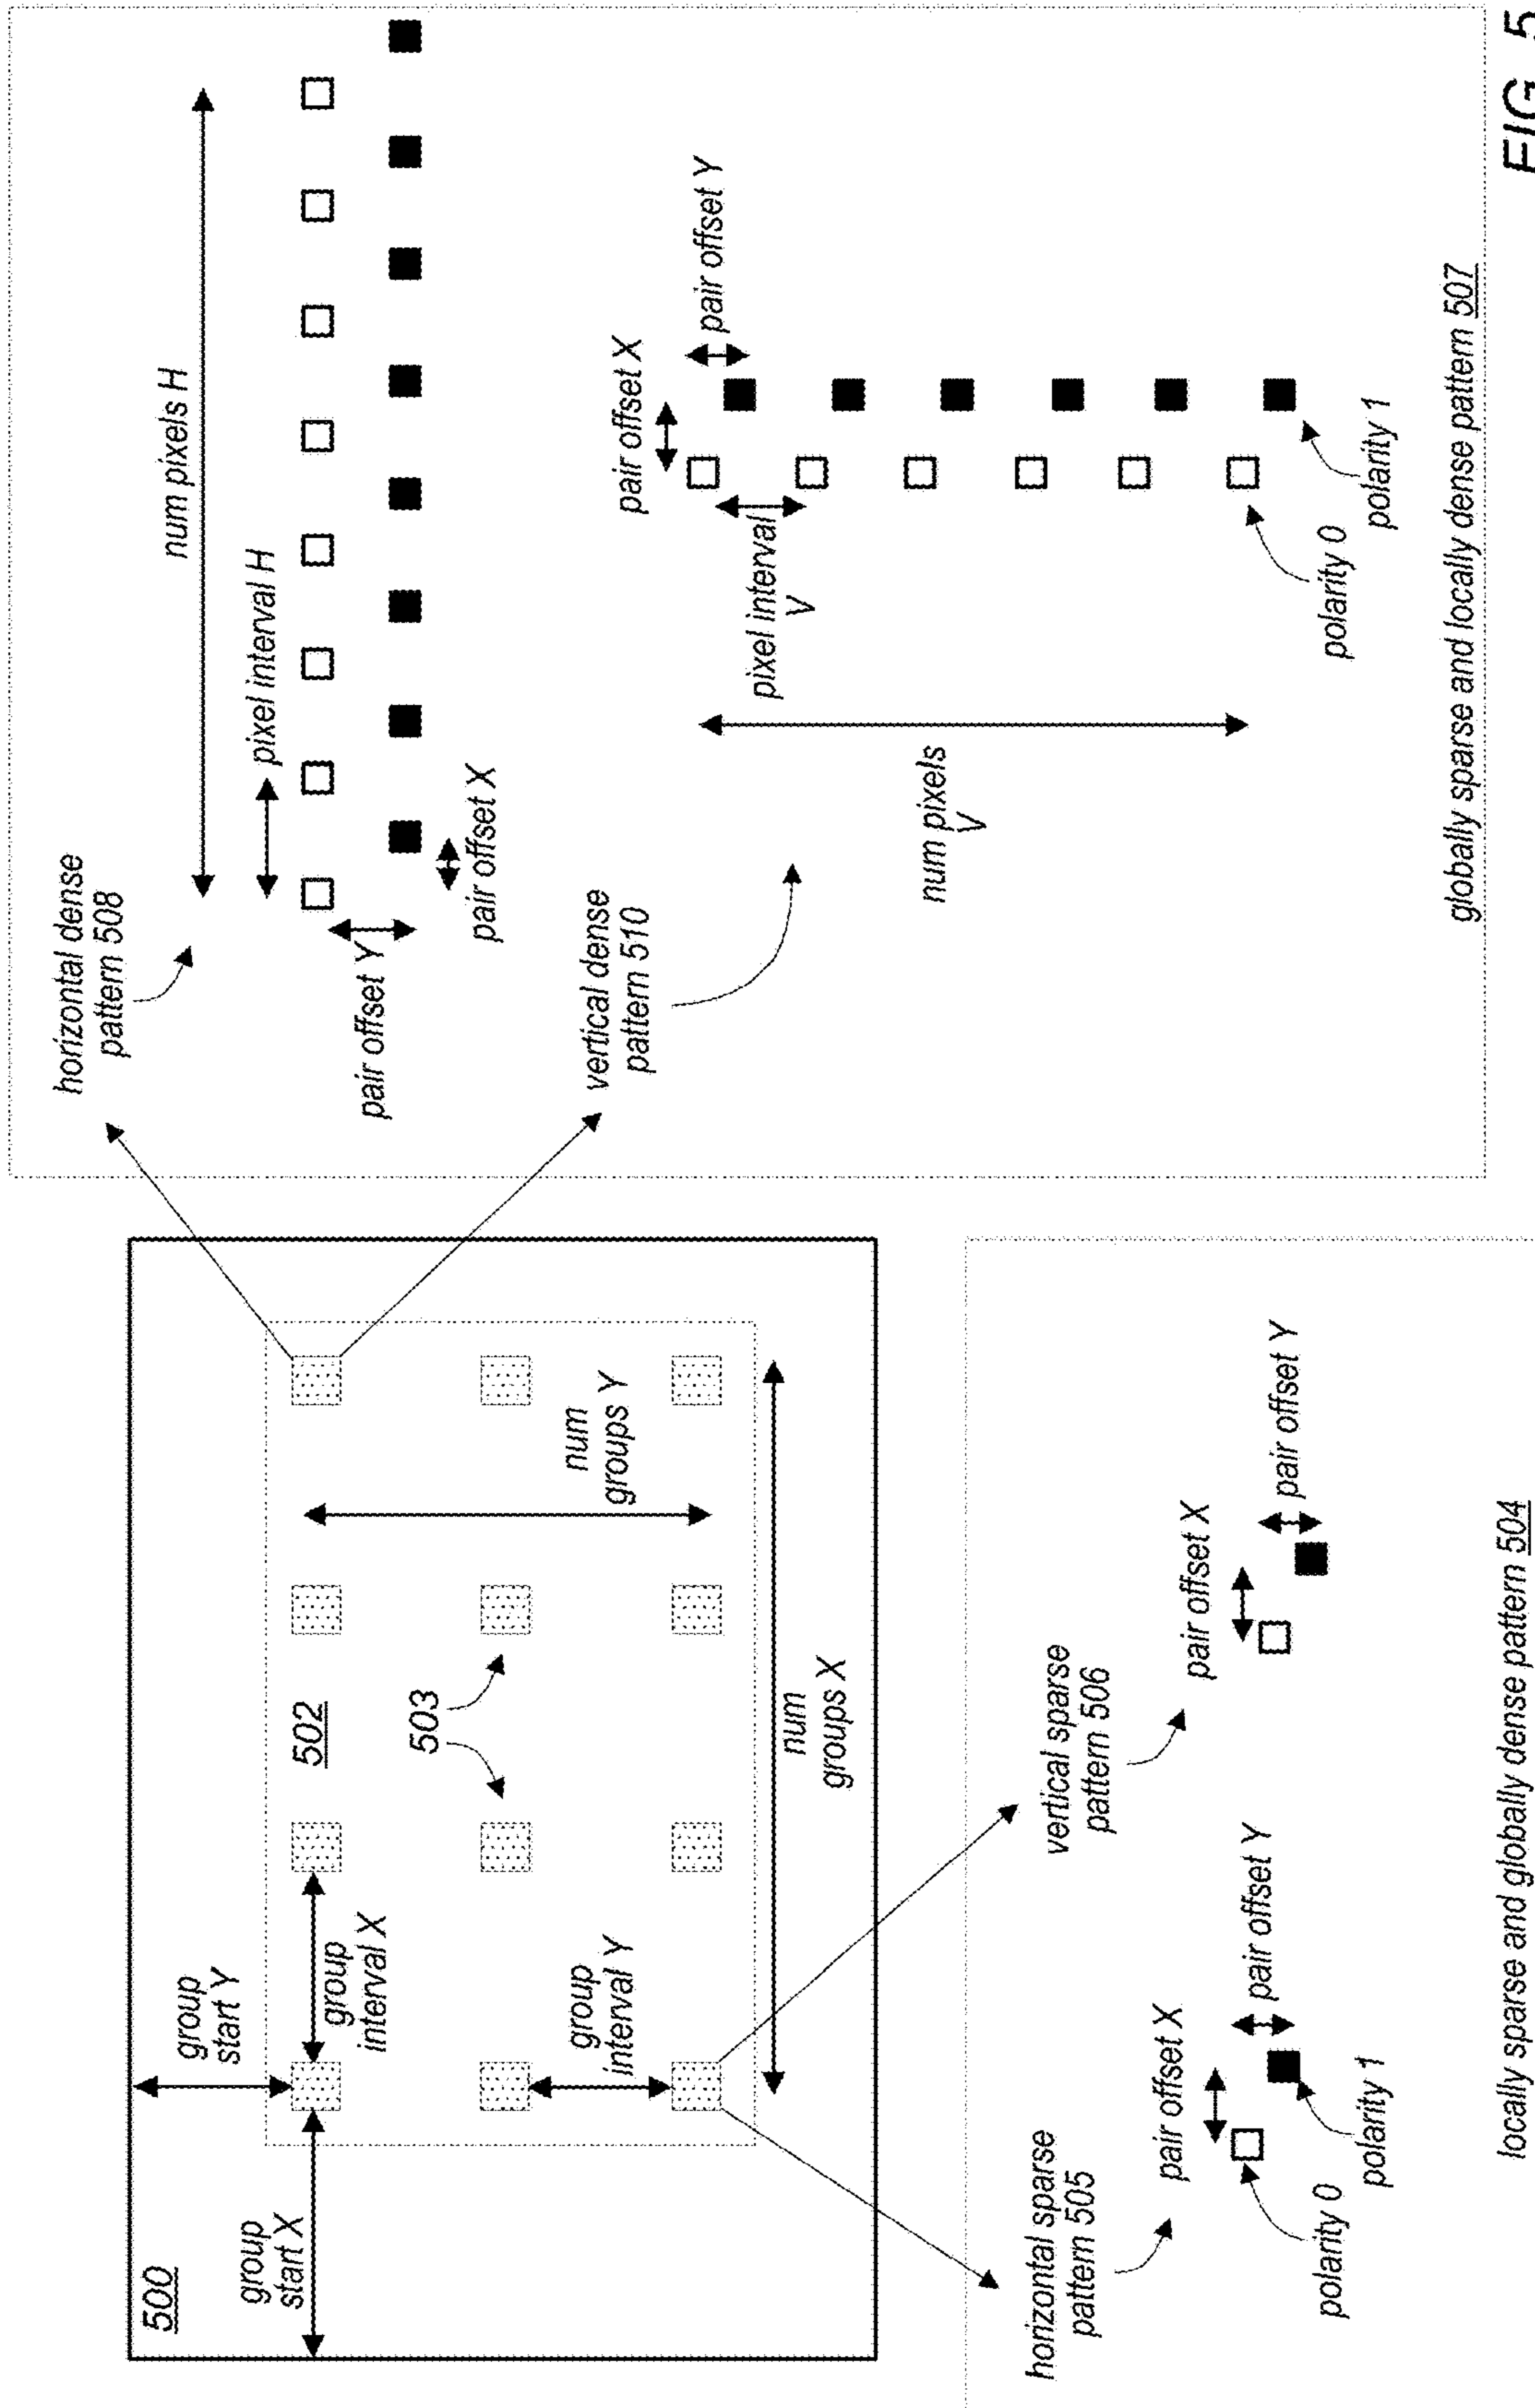 500
group
start X
group
start Y
group
interval X
502
503
group
interval Y
num
groups Y
num
groups X
horizontal sparse
pattern 505
pair offset X
pair offset Y
polarity 0
polarity 1
vertical sparse
pattern 506
pair offset X
pair offset Y
locally sparse and globally dense pattern 504
horizontal dense
pattern 508
num pixels H
pixel interval H
pair offset Y
pair offset X
vertical dense
pattern 510
pair offset X
pair offset Y
pixel interval
V
num pixels
V
polarity 0
polarity 1
globally sparse and locally dense pattern 507
FIG. 5